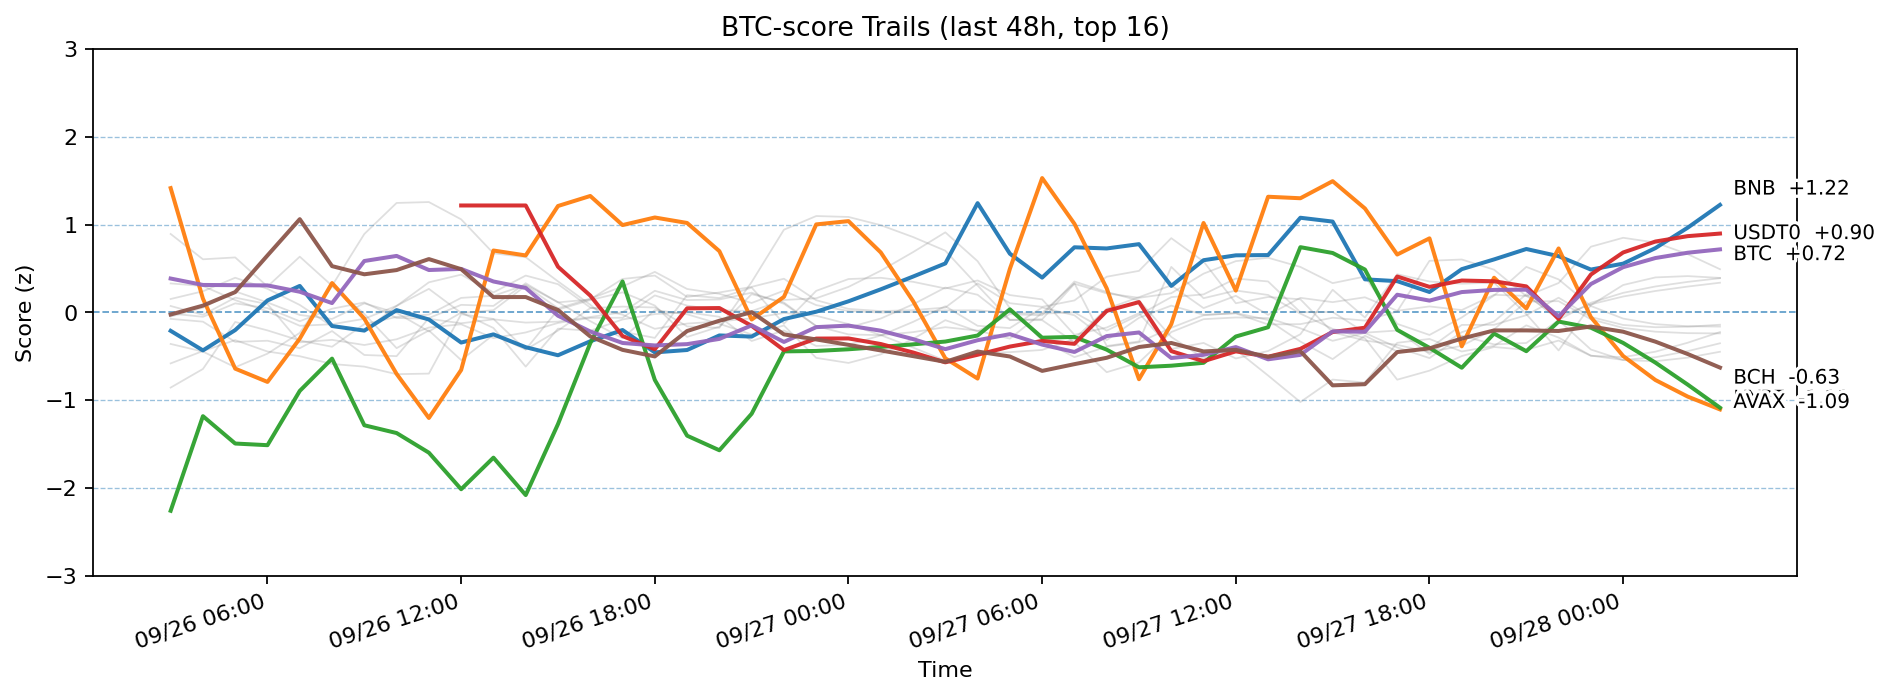 BTC-score Trails (last 48h, top 16)
Score (z)
3
2
1
0
−1
−2
−3
BNB +1.22
USDT0 +0.90
BTC +0.72
BCH -0.63
AVAX -1.09
09/26 06:00
09/26 12:00
09/26 18:00
09/27 00:00
09/27 06:00
09/27 12:00
09/27 18:00
09/28 00:00
Time